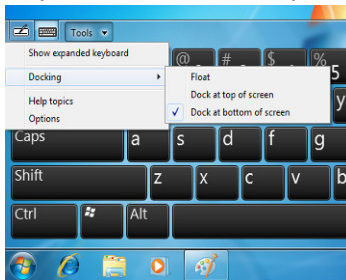 Tools
Show expanded keyboard
Docking
Help topics
Options
Float
Dock at top of screen
Dock at bottom of screen
@ # $ % 5
y
Caps a s d f g
Shift z x c v b
Ctrl Alt